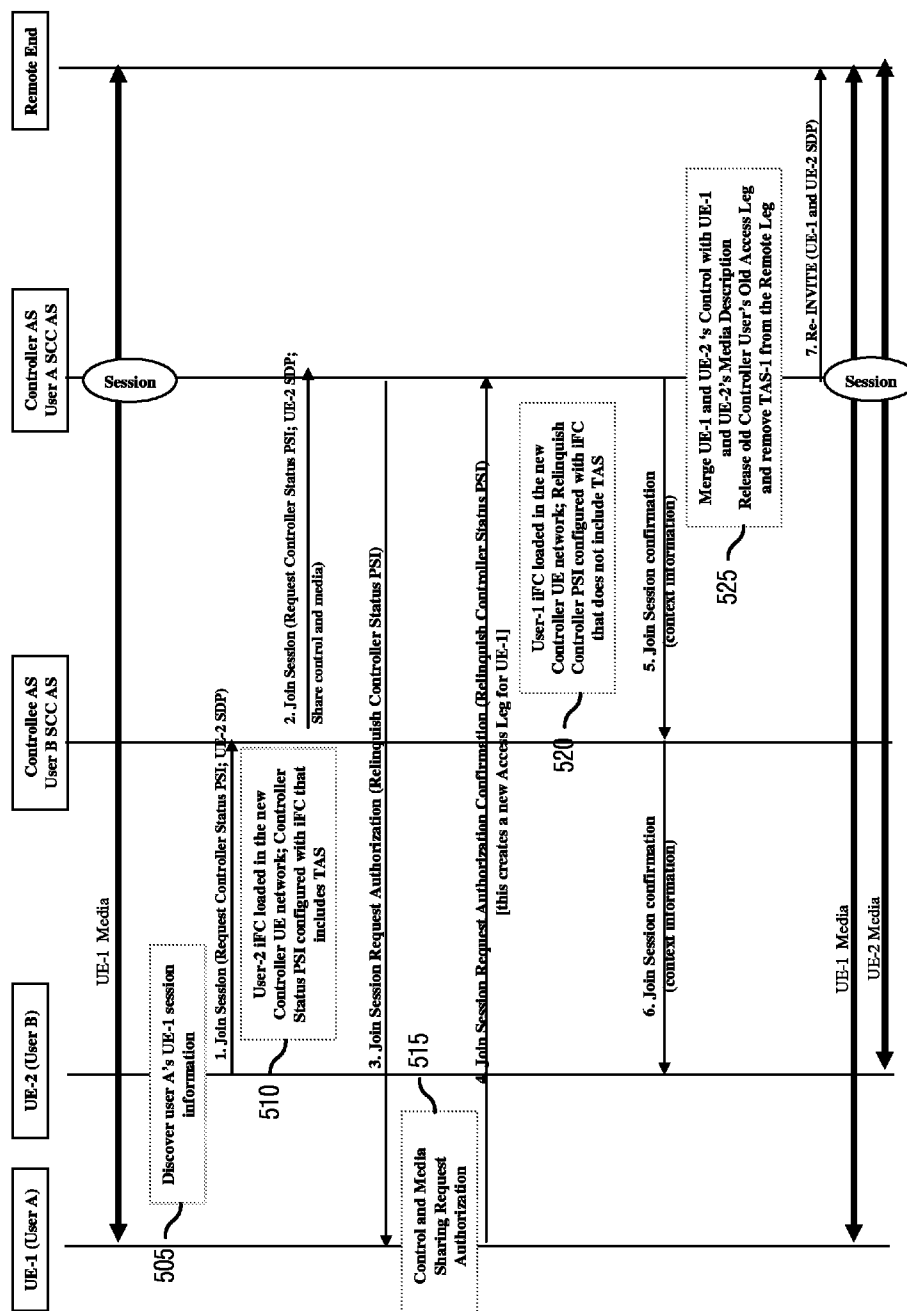 UE-1 (User A)
UE-2 (User B)
Controllee AS
User B SCC AS
Controller AS
User A SCC AS
Remote End
UE-1 Media
Session
505
Discover user A's UE-1 session
information
1. Join Session (Request Controller Status PSI; UE-2 SDP)
510
User-2 iFC loaded in the new
Controller UE network; Controller
Status PSI configured with iFC that
includes TAS
2. Join Session (Request Controller Status PSI; UE-2 SDP;
Share control and media)
3. Join Session Request Authorization (Relinquish Controller Status PSI)
515
Control and Media
Sharing Request
Authorization
4. Join Session Request Authorization Confirmation (Relinquish Controller Status PSI)
[this creates a new Access Leg for UE-1]
520
User-1 iFC loaded in the new
Controller UE network; Relinquish
Controller PSI configured with iFC
that does not include TAS
5. Join Session confirmation
(context information)
6. Join Session confirmation
(context information)
525
Merge UE-1 and UE-2 's Control with UE-1
and UE-2's Media Description
Release old Controller User's Old Access Leg
and remove TAS-1 from the Remote Leg
7. Re- INVITE (UE-1 and UE-2 SDP)
UE-1 Media
Session
UE-2 Media